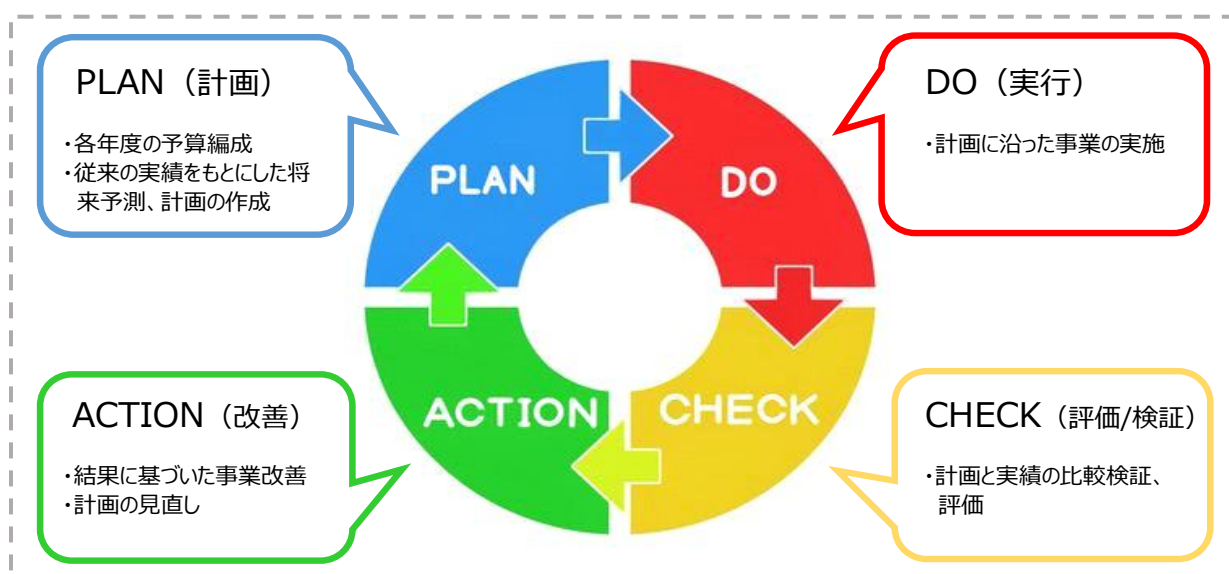 PLAN（計画）
・各年度の予算編成
・従来の実績をもとにした将
来予測、計画の作成
DO（実行）
・計画に沿った事業の実施
PLAN
DO
ACTION
CHECK
ACTION（改善）
・結果に基づいた事業改善
・計画の見直し
CHECK（評価/検証）
・計画と実績の比較検証、
評価